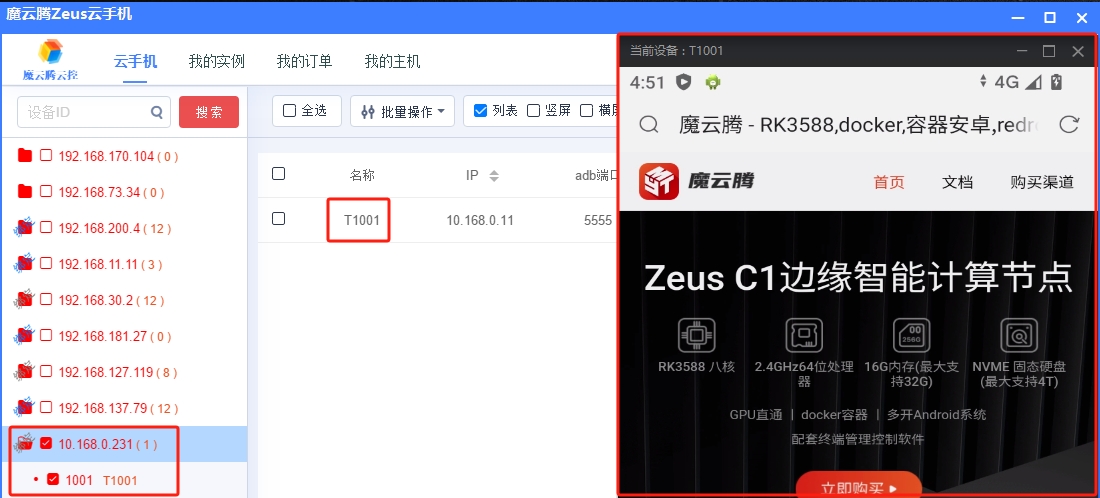 魔云腾Zeus云手机
魔云腾云控
云手机 我的实例 我的订单 我的主机
设备ID 搜索
192.168.170.104 ( 0 )
192.168.73.34 ( 0 )
192.168.200.4 ( 12 )
192.168.11.11 ( 3 )
192.168.30.2 ( 12 )
192.168.181.27 ( 0 )
192.168.127.119 ( 8 )
192.168.137.79 ( 12 )
10.168.0.231 ( 1 )
1001 T1001
全选 批量操作 列表 竖屏 横屏
名称 IP adb端口
T1001 10.168.0.11 5555
当前设备 : T1001
4:51 4G
魔云腾 - RK3588,docker,容器安卓,redro
魔云腾 首页 文档 购买渠道
Zeus C1边缘智能计算节点
RK3588 八核 2.4GHz64位处理器 16G内存(最大支持32G) NVME 固态硬盘(最大支持4T)
GPU直通 | docker容器 | 多开Android系统
配套终端管理控制软件
立即购买